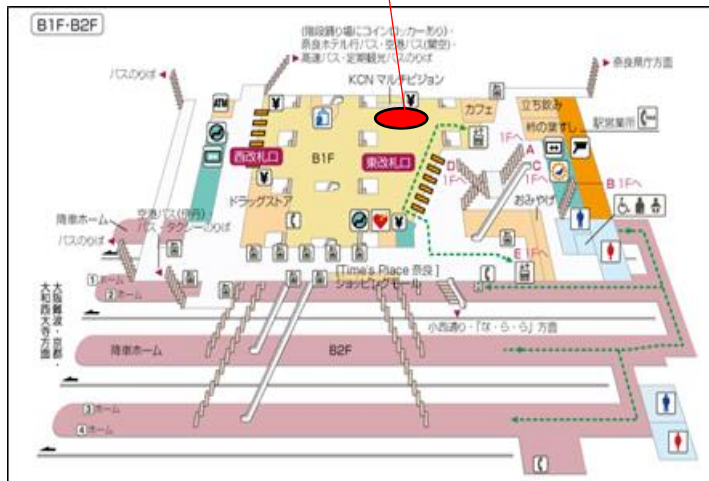 B1F・B2F
(階段踊り場にコインロッカーあり)・
奈良ホテル行バス・空港バス(関空)・
高速バス・定期観光バスのりば
KCN マルチビジョン
バスのりば
奈良県庁方面
ATM
¥
¥
カフェ
立ち飲み
柿の葉すし
駅営業所
1Fへ
A
西改札口
B1F
東改札口
D
1Fへ
C
1Fへ
B 1Fへ
¥
ドラッグストア
おみやげ
降車ホーム
空港バス(伊丹)・
バス・タクシーのりば
バスのりば
¥
E 1Fへ
[Time's Place 奈良]
ショッピングモール
1ホーム
2ホーム
大阪難波・京都・
大和西大寺方面
小西通り・「な・ら・ら」方面
降車ホーム
B2F
3ホーム
4ホーム